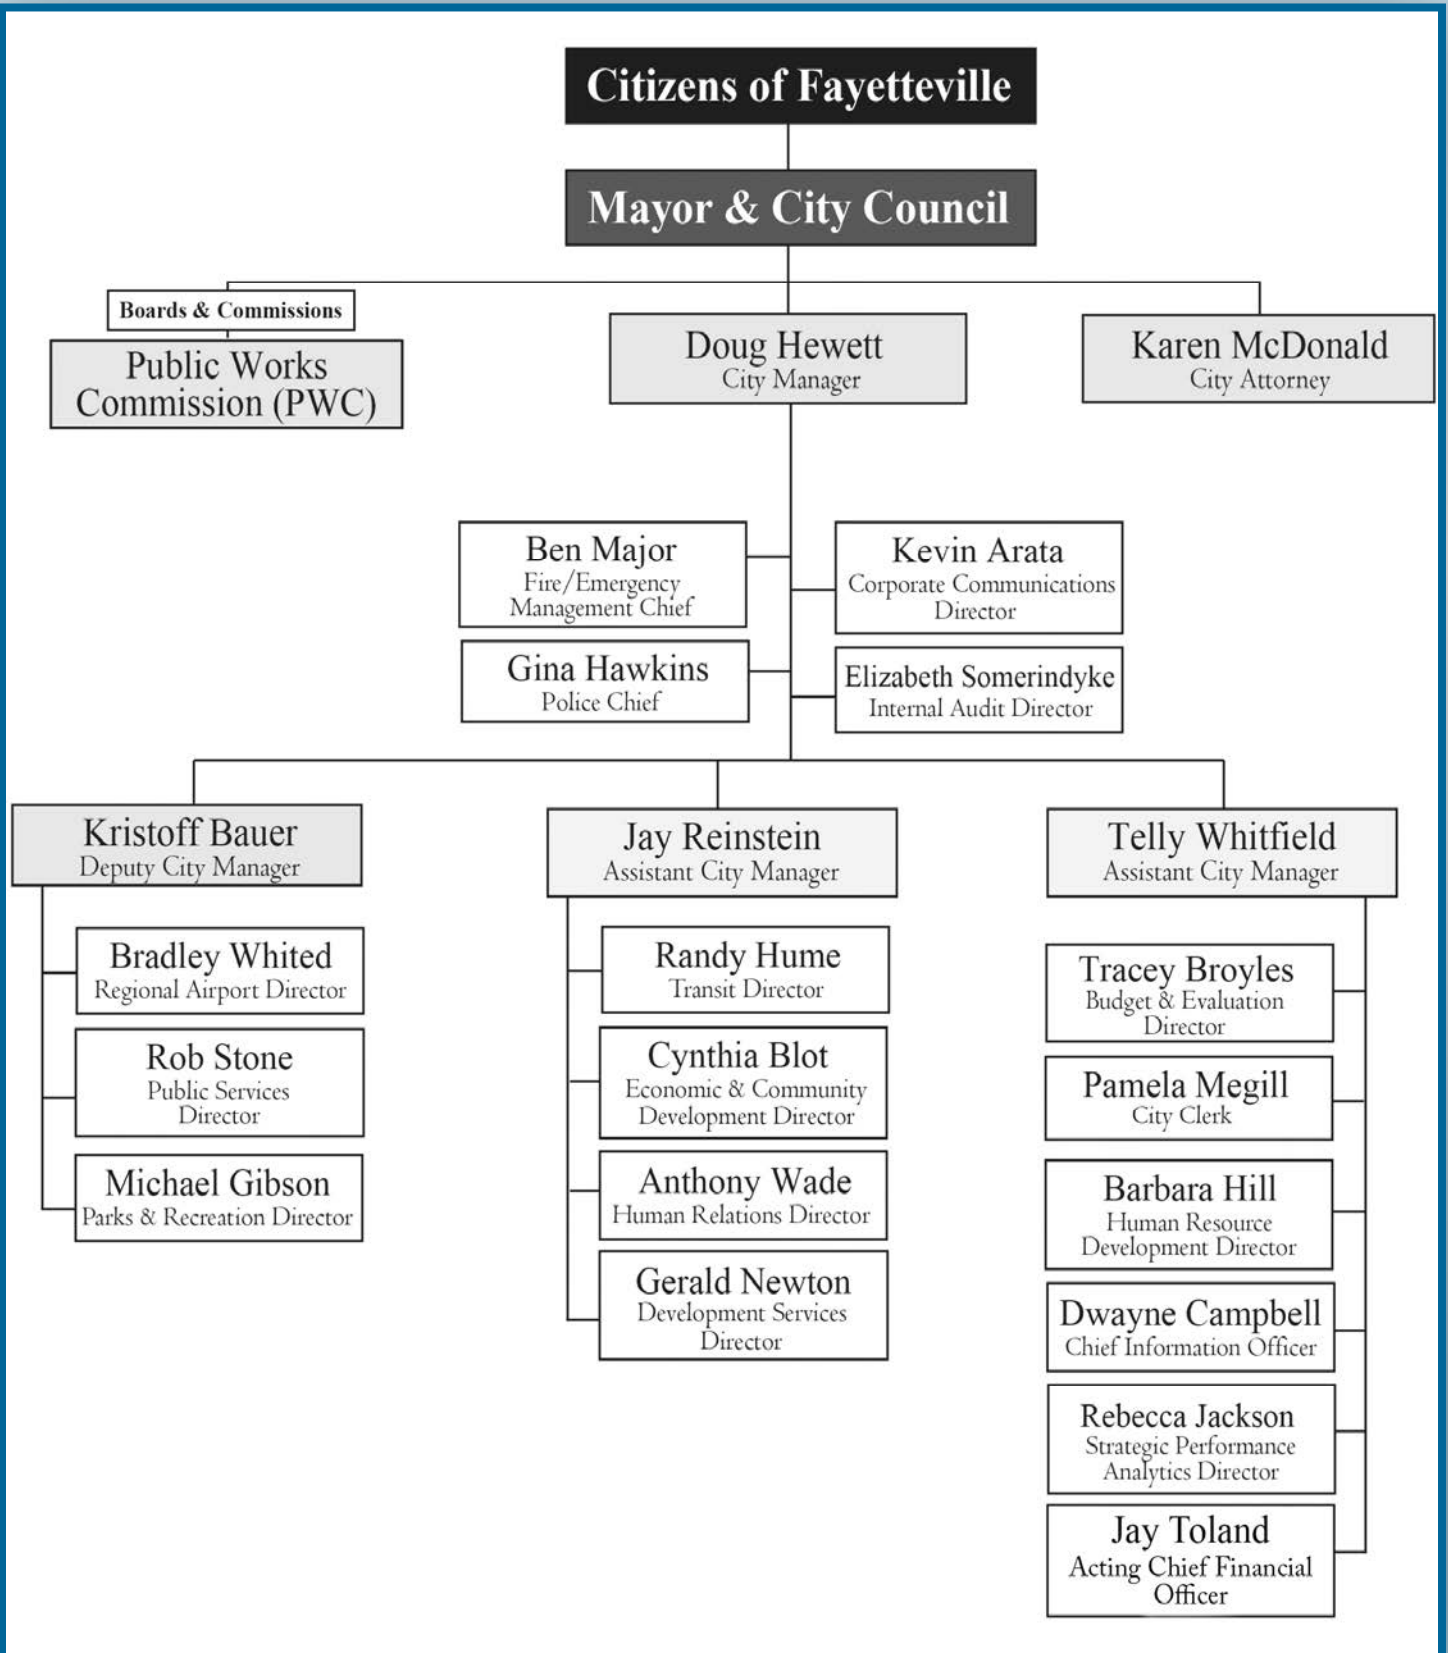 Citizens of Fayetteville
Mayor & City Council
Boards & Commissions
Public Works
Commission (PWC)
Doug Hewett
City Manager
Karen McDonald
City Attorney
Ben Major
Fire/Emergency
Management Chief
Kevin Arata
Corporate Communications
Director
Gina Hawkins
Police Chief
Elizabeth Somerindyke
Internal Audit Director
Kristoff Bauer
Deputy City Manager
Bradley Whited
Regional Airport Director
Rob Stone
Public Services
Director
Michael Gibson
Parks & Recreation Director
Jay Reinstein
Assistant City Manager
Randy Hume
Transit Director
Cynthia Blot
Economic & Community
Development Director
Anthony Wade
Human Relations Director
Gerald Newton
Development Services
Director
Telly Whitfield
Assistant City Manager
Tracey Broyles
Budget & Evaluation
Director
Pamela Megill
City Clerk
Barbara Hill
Human Resource
Development Director
Dwayne Campbell
Chief Information Officer
Rebecca Jackson
Strategic Performance
Analytics Director
Jay Toland
Acting Chief Financial
Officer